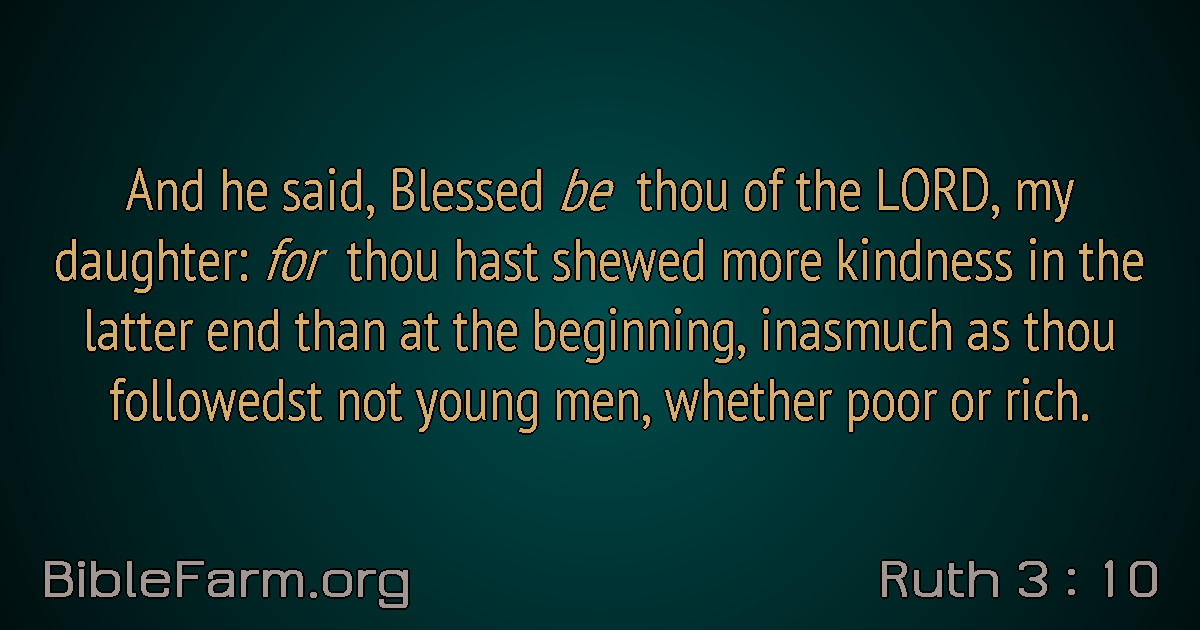 And he said, Blessed be thou of the LORD, my
daughter: for thou hast shewed more kindness in the
latter end than at the beginning, inasmuch as thou
followedst not young men, whether poor or rich.
BibleFarm.org
Ruth 3 : 10